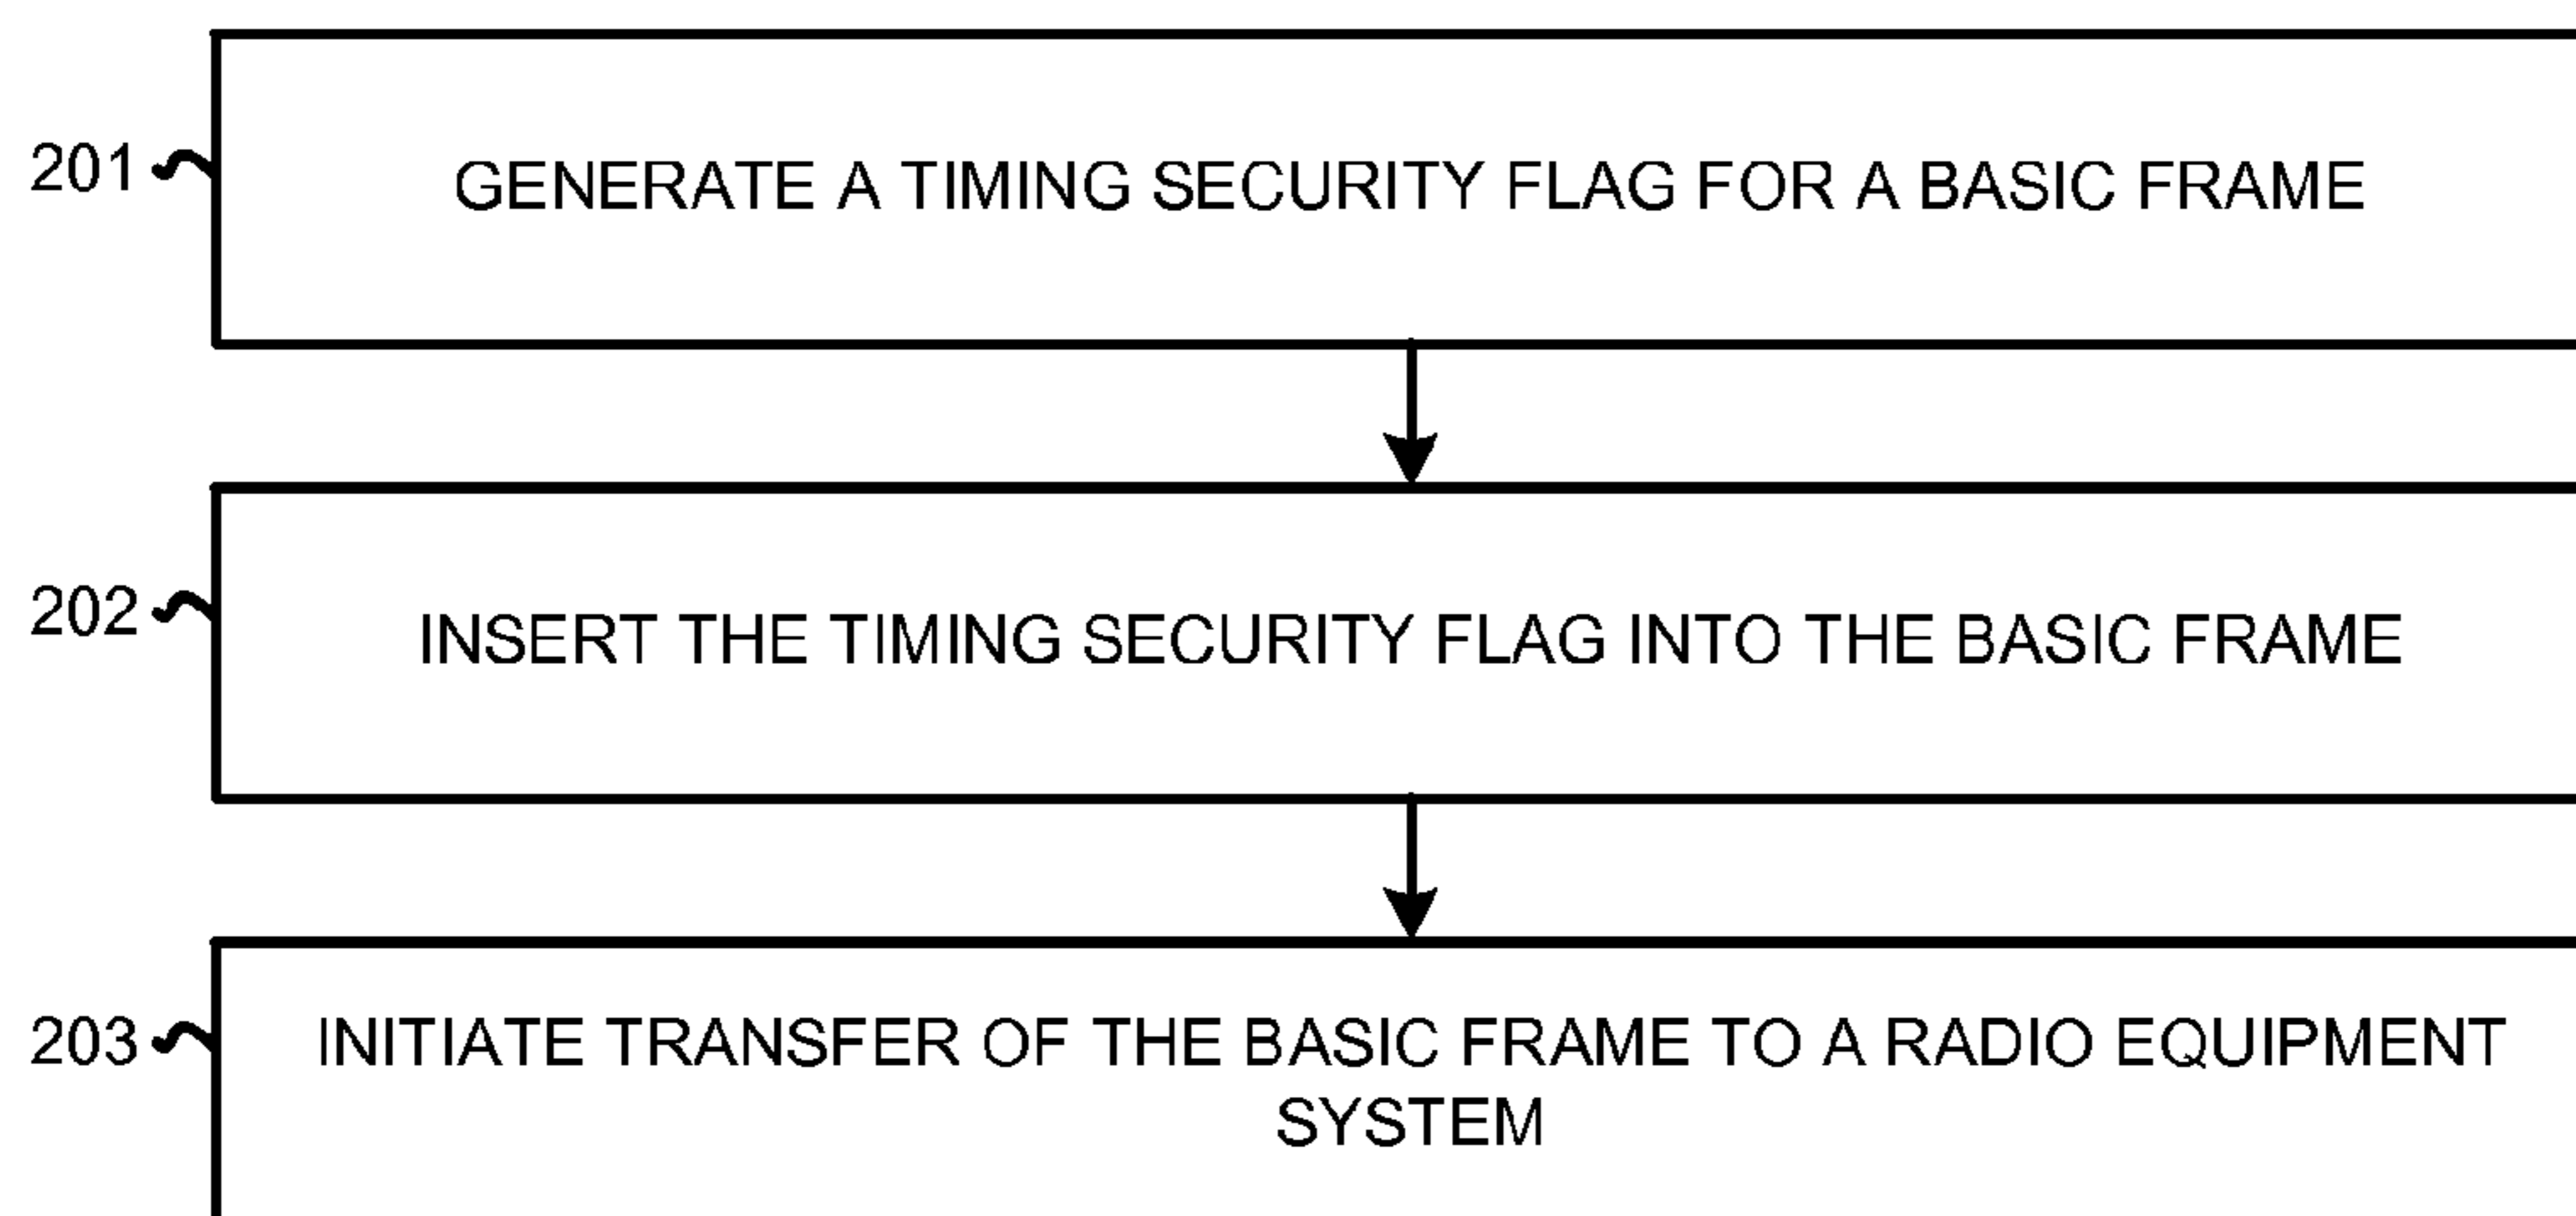 201
GENERATE A TIMING SECURITY FLAG FOR A BASIC FRAME
202
INSERT THE TIMING SECURITY FLAG INTO THE BASIC FRAME
203
INITIATE TRANSFER OF THE BASIC FRAME TO A RADIO EQUIPMENT
SYSTEM